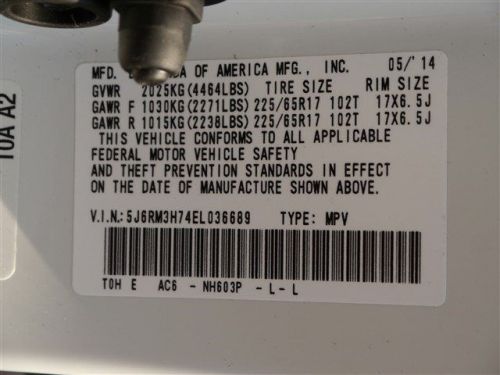 MFD. OF AMERICA MFG., INC. 05/'14
GVWR 2025KG(4464LBS) TIRE SIZE RIM SIZE
GAWR F 1030KG(2271LBS) 225/65R17 102T 17X6.5J
GAWR R 1015KG(2238LBS) 225/65R17 102T 17X6.5J
THIS VEHICLE CONFORMS TO ALL APPLICABLE
FEDERAL MOTOR VEHICLE SAFETY
AND THEFT PREVENTION STANDARDS IN EFFECT
ON THE DATE OF MANUFACTURE SHOWN ABOVE.
V.I.N.:5J6RM3H74EL036689 TYPE: MPV
TOH E AC6 - NH603P - L - L
TOA A2